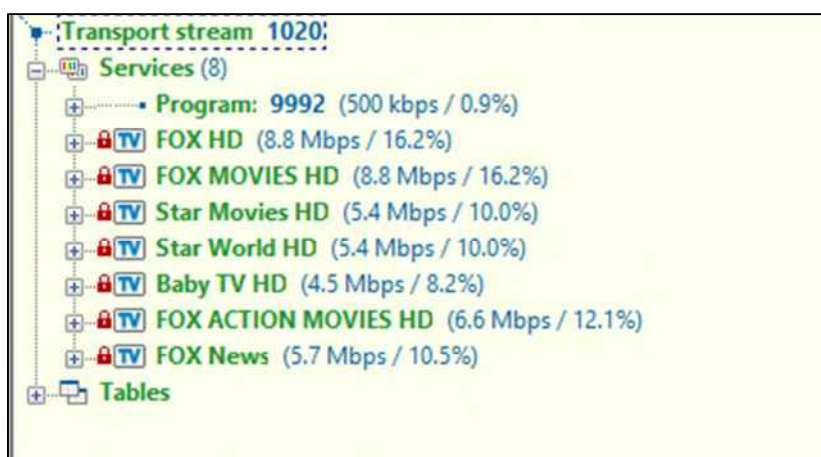 Transport stream 1020
Services (8)
Program: 9992 (500 kbps / 0.9%)
TV FOX HD (8.8 Mbps / 16.2%)
TV FOX MOVIES HD (8.8 Mbps / 16.2%)
TV Star Movies HD (5.4 Mbps / 10.0%)
TV Star World HD (5.4 Mbps / 10.0%)
TV Baby TV HD (4.5 Mbps / 8.2%)
TV FOX ACTION MOVIES HD (6.6 Mbps / 12.1%)
TV FOX News (5.7 Mbps / 10.5%)
Tables